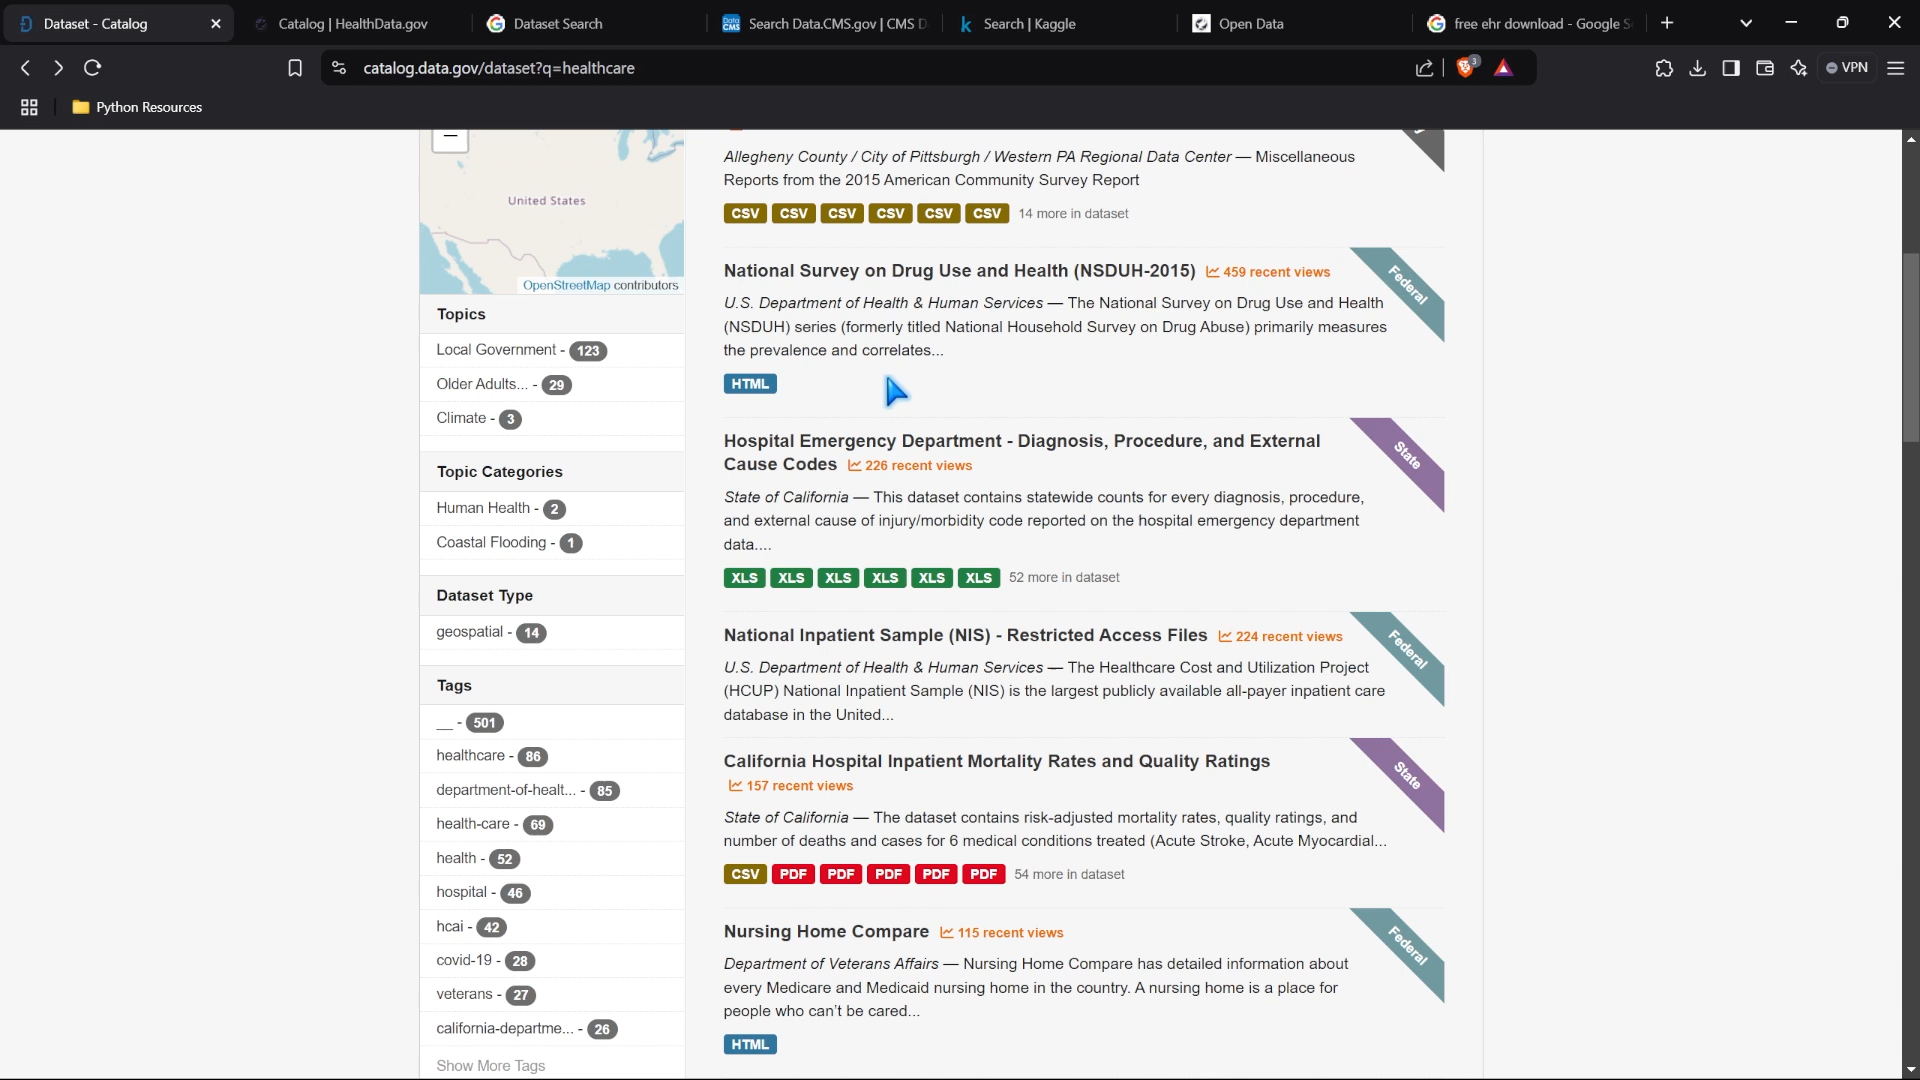 Dataset - Catalog
Catalog | HealthData.gov
Dataset Search
Search Data.CMS.gov | CMS D
Search | Kaggle
Open Data
free ehr download - Google S
catalog.data.gov/dataset?q=healthcare
3
VPN
Python Resources
United States
OpenStreetMap contributors
Topics
Local Government - 123
Older Adults... - 29
Climate - 3
Topic Categories
Human Health - 2
Coastal Flooding - 1
Dataset Type
geospatial - 14
Tags
__ - 501
healthcare - 86
department-of-healt... - 85
health-care - 69
health - 52
hospital - 46
hcai - 42
covid-19 - 28
veterans - 27
california-departme... - 26
Show More Tags
Allegheny County / City of Pittsburgh / Western PA Regional Data Center — Miscellaneous
Reports from the 2015 American Community Survey Report
CSV CSV CSV CSV CSV CSV 14 more in dataset
National Survey on Drug Use and Health (NSDUH-2015) 459 recent views
Federal
U.S. Department of Health & Human Services — The National Survey on Drug Use and Health
(NSDUH) series (formerly titled National Household Survey on Drug Abuse) primarily measures
the prevalence and correlates...
HTML
Hospital Emergency Department - Diagnosis, Procedure, and External
Cause Codes 226 recent views
State
State of California — This dataset contains statewide counts for every diagnosis, procedure,
and external cause of injury/morbidity code reported on the hospital emergency department
data....
XLS XLS XLS XLS XLS XLS 52 more in dataset
National Inpatient Sample (NIS) - Restricted Access Files 224 recent views
Federal
U.S. Department of Health & Human Services — The Healthcare Cost and Utilization Project
(HCUP) National Inpatient Sample (NIS) is the largest publicly available all-payer inpatient care
database in the United...
California Hospital Inpatient Mortality Rates and Quality Ratings
157 recent views
State
State of California — The dataset contains risk-adjusted mortality rates, quality ratings, and
number of deaths and cases for 6 medical conditions treated (Acute Stroke, Acute Myocardial...
CSV PDF PDF PDF PDF PDF 54 more in dataset
Nursing Home Compare 115 recent views
Federal
Department of Veterans Affairs — Nursing Home Compare has detailed information about
every Medicare and Medicaid nursing home in the country. A nursing home is a place for
people who can't be cared...
HTML